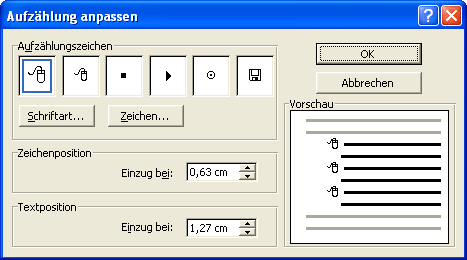 Aufzählung anpassen
Aufzählungszeichen
OK
Abbrechen
Schriftart...
Zeichen...
Vorschau
Zeichenposition
Einzug bei:
0,63 cm
Textposition
Einzug bei:
1,27 cm